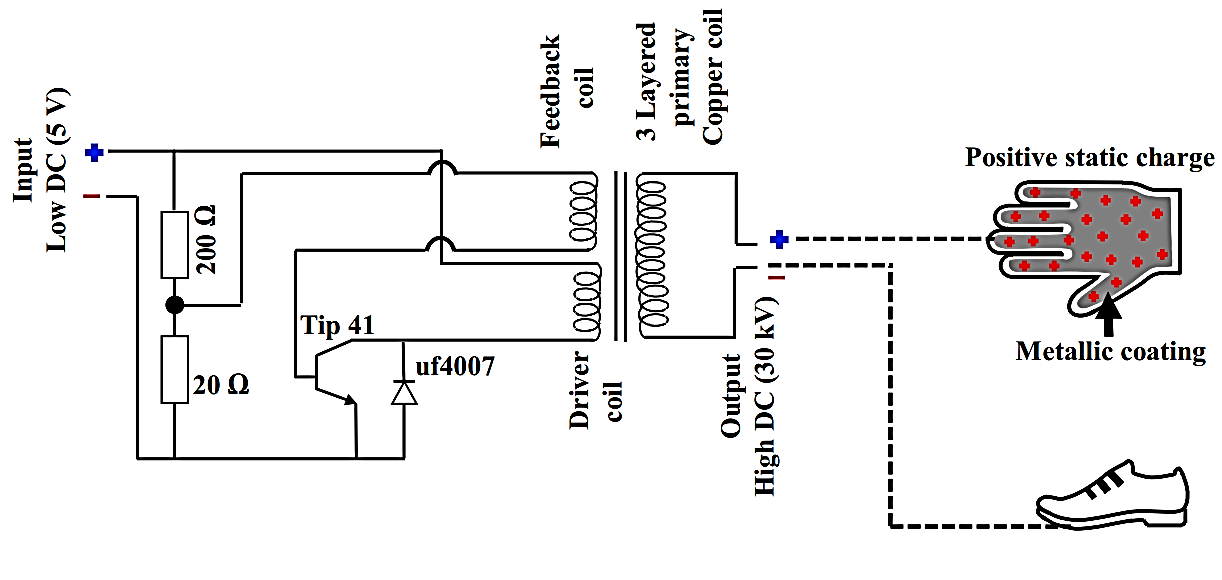 Input
Low DC (5 V)
+
−
200 Ω
20 Ω
Tip 41
uf4007
Feedback
coil
Driver
coil
3 Layered
primary
Copper coil
Output
High DC (30 kV)
+
−
Positive static charge
Metallic coating